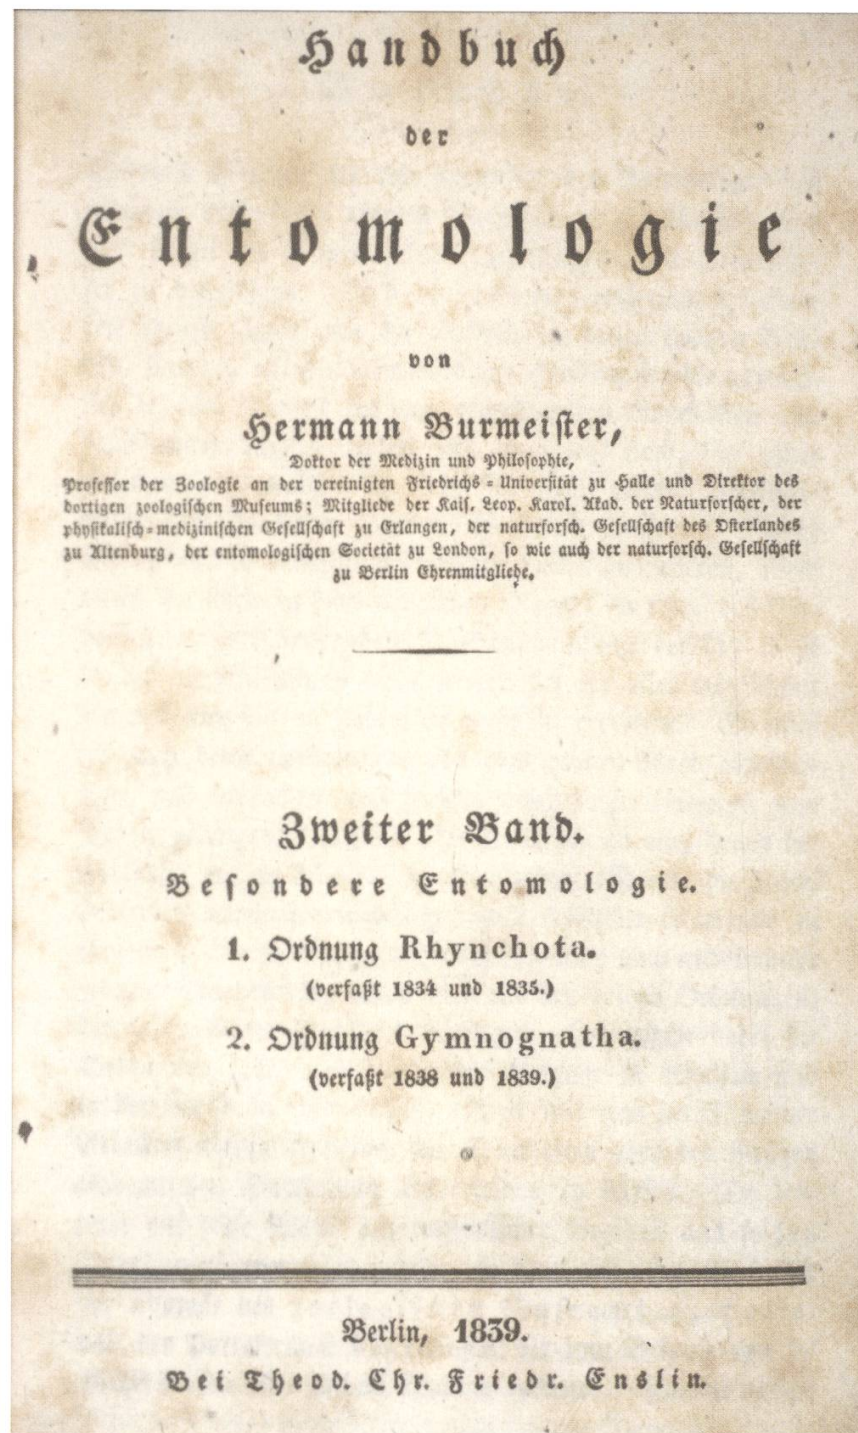 Handbuch
der
Entomologie
von
Hermann Burmeister,
Doktor der Medizin und Philosophie,
Professor der Zoologie an der vereinigten Friedrichs=Universität zu Halle und Direktor des
dortigen zoologischen Museums; Mitgliede der Kais. Leop. Karol. Akad. der Naturforscher, der
physikalisch=medizinischen Gesellschaft zu Erlangen, der naturforsch. Gesellschaft des Osterlandes
zu Altenburg, der entomologischen Societät zu London, so wie auch der naturforsch. Gesellschaft
zu Berlin Ehrenmitgliede.
Zweiter Band.
Besondere Entomologie.
1. Ordnung Rhynchota.
(verfaßt 1834 und 1835.)
2. Ordnung Gymnognatha.
(verfaßt 1838 und 1839.)
Berlin, 1839.
Bei Theod. Chr. Friedr. Enslin.